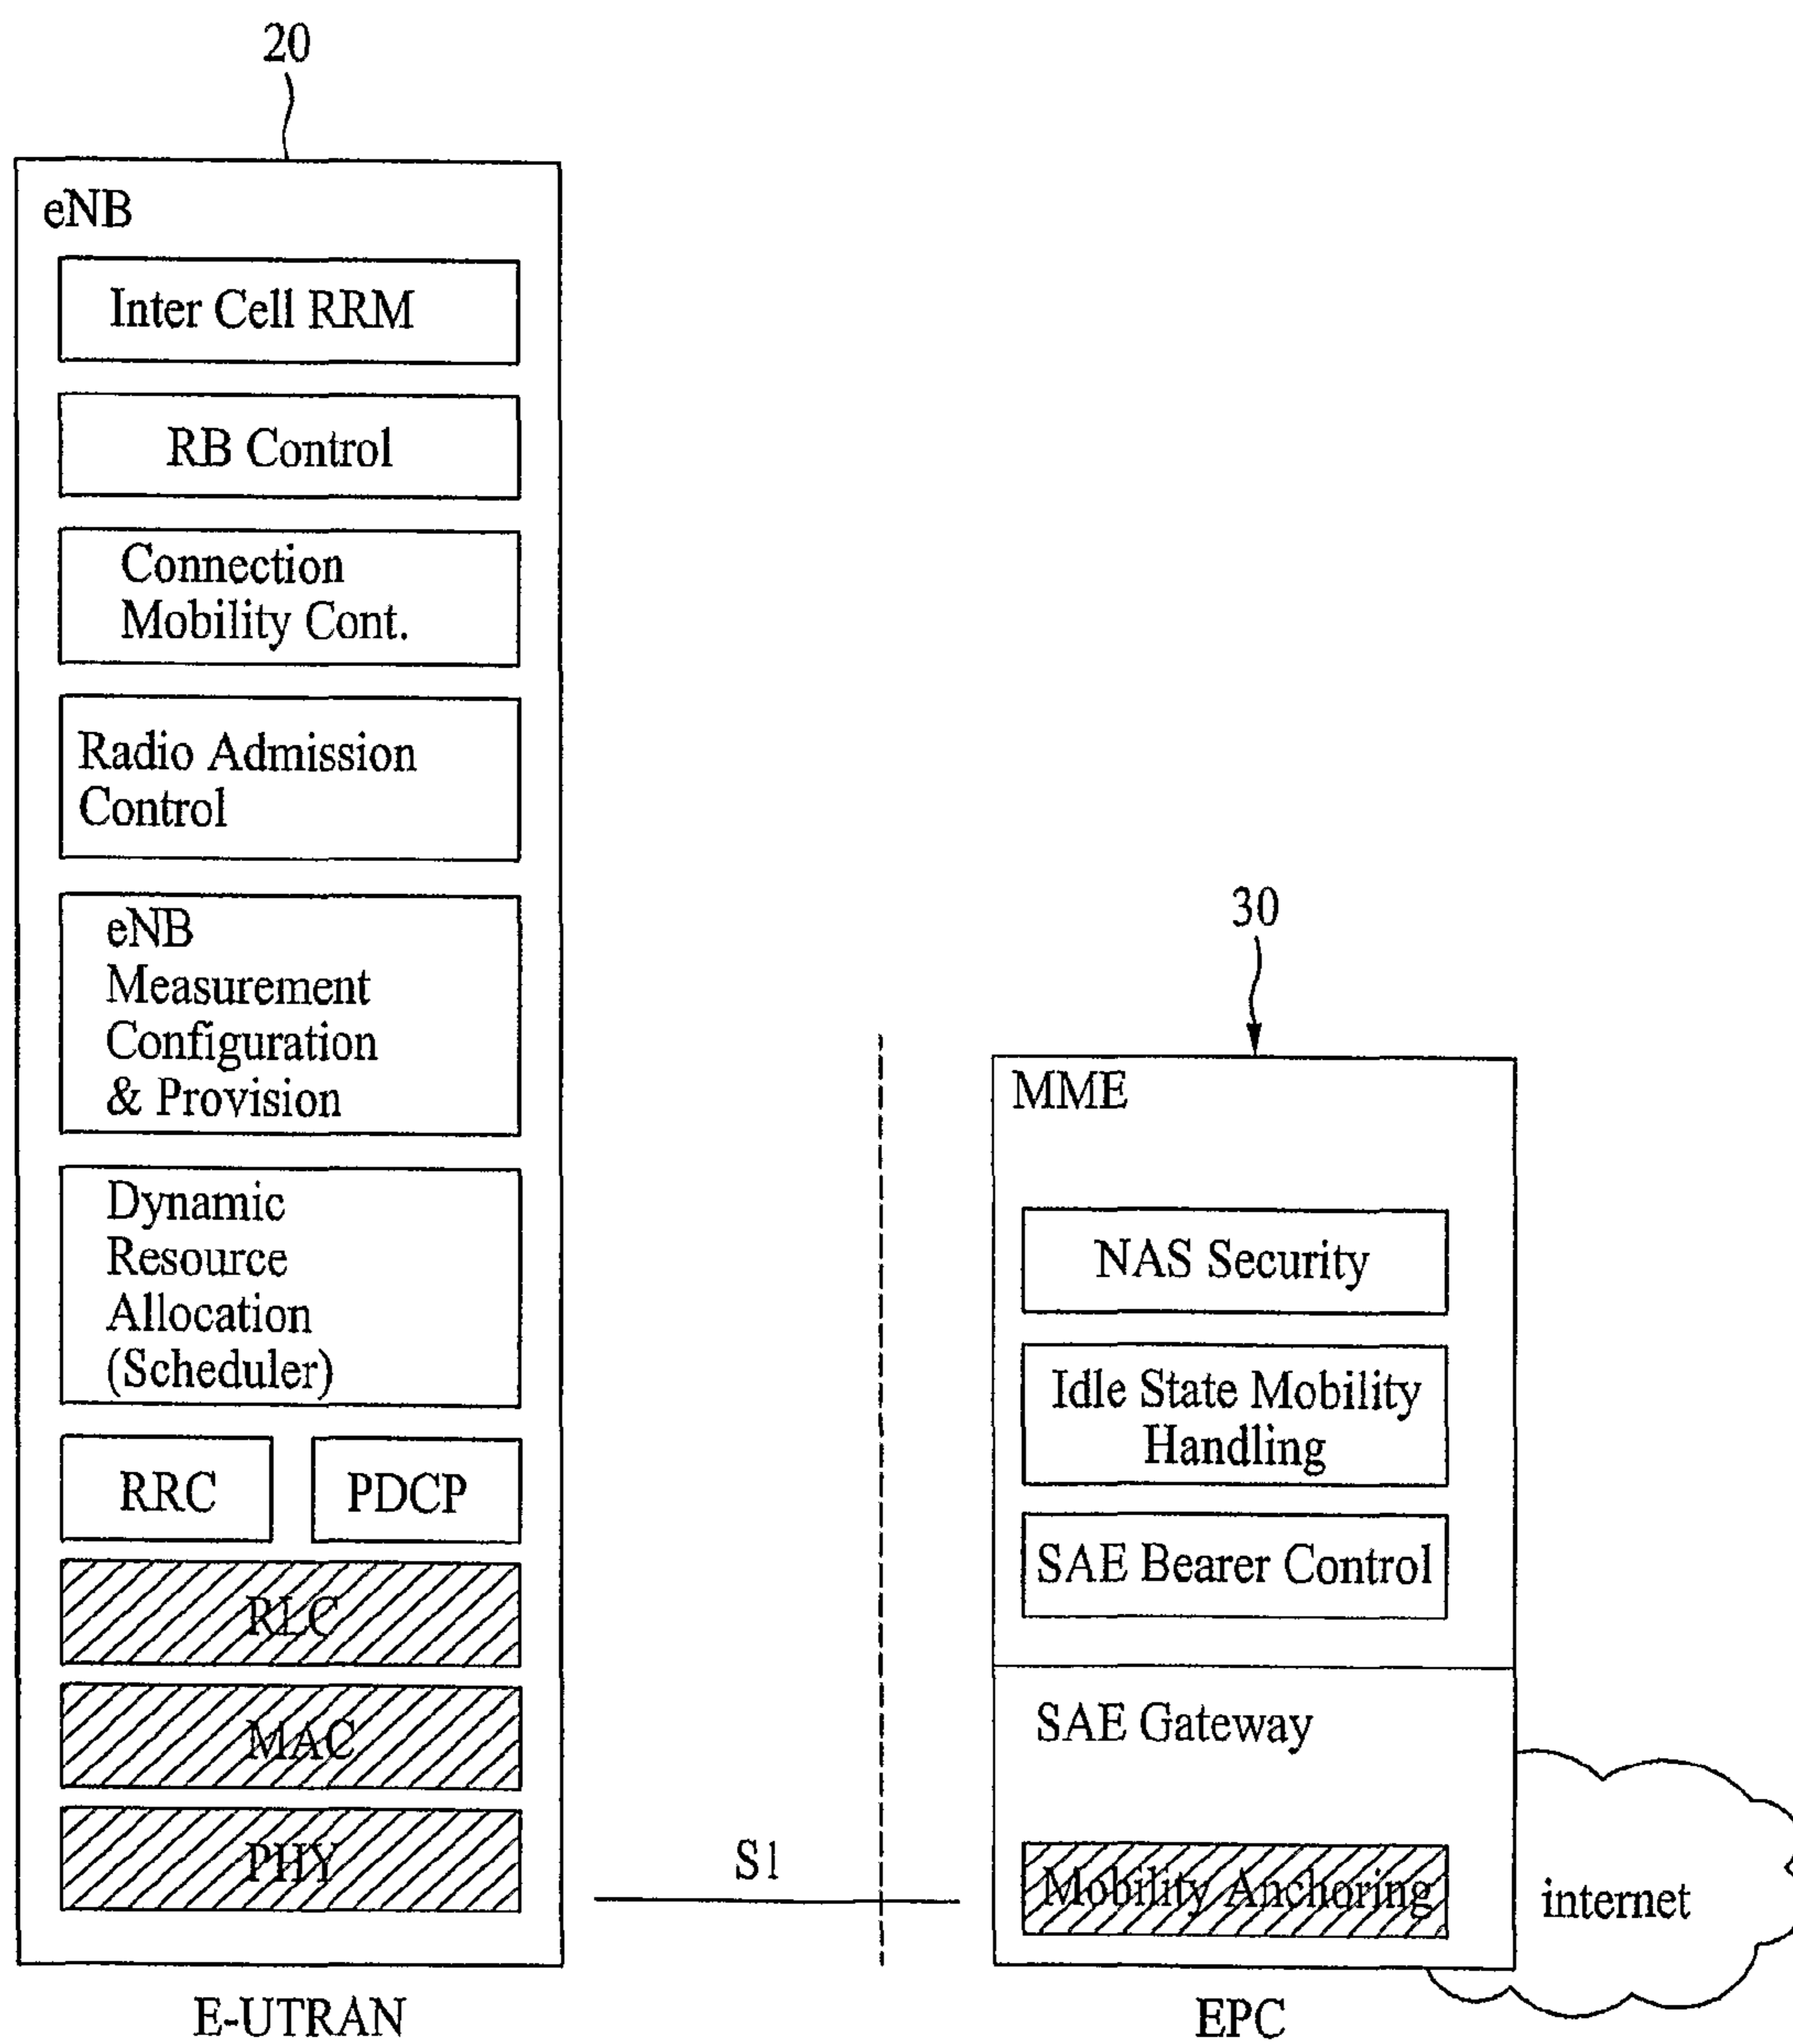 20
eNB
Inter Cell RRM
RB Control
Connection
Mobility Cont.
Radio Admission
Control
eNB
Measurement
Configuration
& Provision
Dynamic
Resource
Allocation
(Scheduler)
RRC
PDCP
RLC
MAC
PHY
E-UTRAN
S1
30
MME
NAS Security
Idle State Mobility
Handling
SAE Bearer Control
SAE Gateway
Mobility Anchoring
internet
EPC